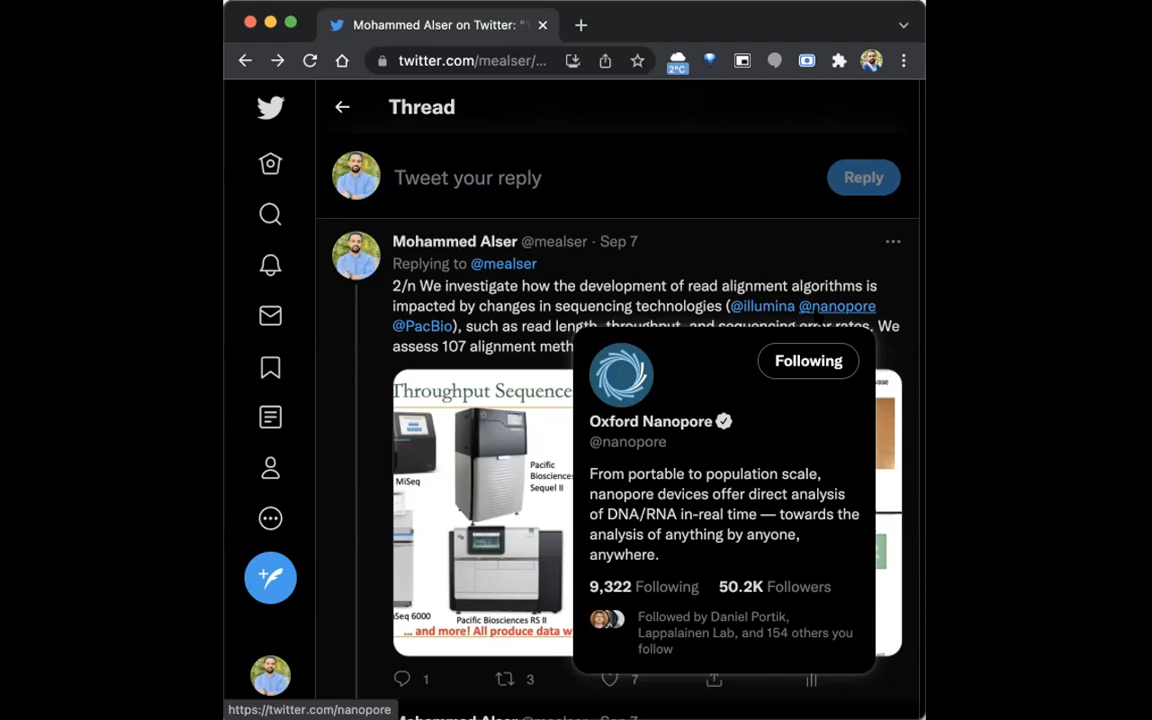 Mohammed Alser on Twitter: "
twitter.com/mealser/...
2°C
Thread
Tweet your reply
Reply
Mohammed Alser @mealser · Sep 7
Replying to @mealser
2/n We investigate how the development of read alignment algorithms is
impacted by changes in sequencing technologies (@illumina @nanopore
@PacBio), such as read length, throughput, and sequencing error rates. We
assess 107 alignment meth
Throughput Sequence
MiSeq
Pacific
Biosciences
Sequel II
Seq 6000
Pacific Biosciences RS II
... and more! All produce data w
Following
Oxford Nanopore
@nanopore
From portable to population scale,
nanopore devices offer direct analysis
of DNA/RNA in-real time — towards the
analysis of anything by anyone,
anywhere.
9,322 Following 50.2K Followers
Followed by Daniel Portik,
Lappalainen Lab, and 154 others you
follow
1 3 7
https://twitter.com/nanopore
Mohammed Alser @mealser · Sep 7